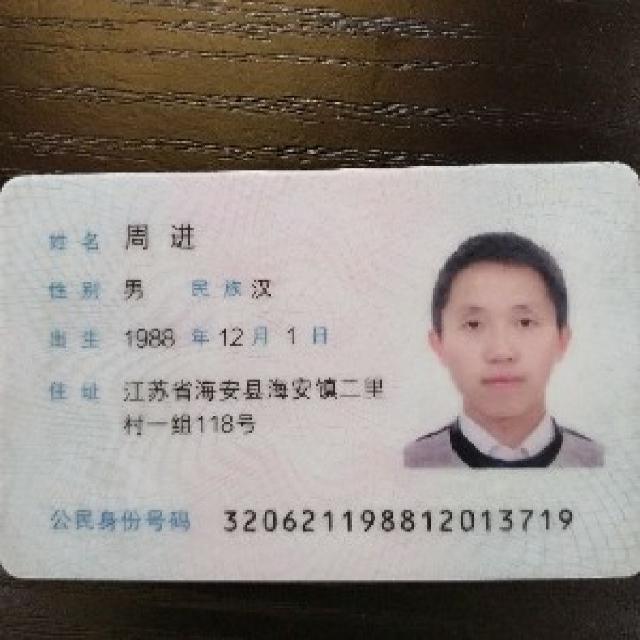 姓名 周进
性别 男 民族 汉
出生 1988 年 12 月 1 日
住址 江苏省海安县海安镇二里
村一组118号
公民身份号码 320621198812013719